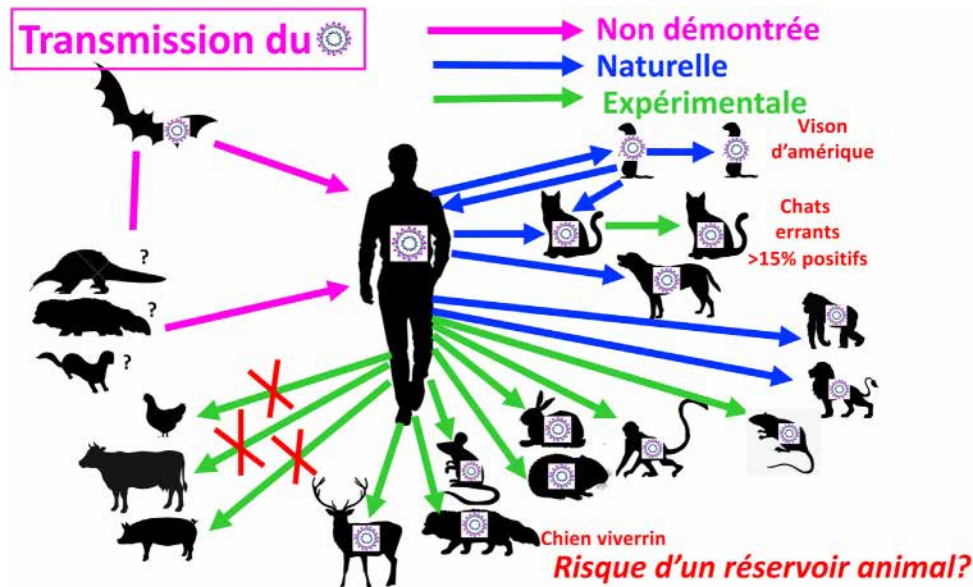 Transmission du
Non démontrée
Naturelle
Expérimentale
Vison
d'amérique
Chats
errants
>15% positifs
?
?
?
Chien viverrin
Risque d'un réservoir animal?